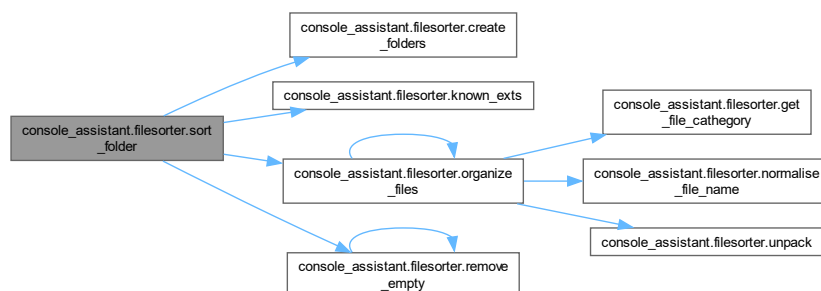 console_assistant.filesorter.sort
_folder
console_assistant.filesorter.create
_folders
console_assistant.filesorter.known_exts
console_assistant.filesorter.organize
_files
console_assistant.filesorter.remove
_empty
console_assistant.filesorter.get
_file_cathegory
console_assistant.filesorter.normalise
_file_name
console_assistant.filesorter.unpack